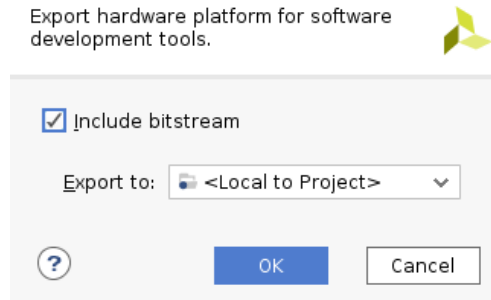 Export hardware platform for software
development tools.
Include bitstream
Export to: <Local to Project>
?
OK Cancel